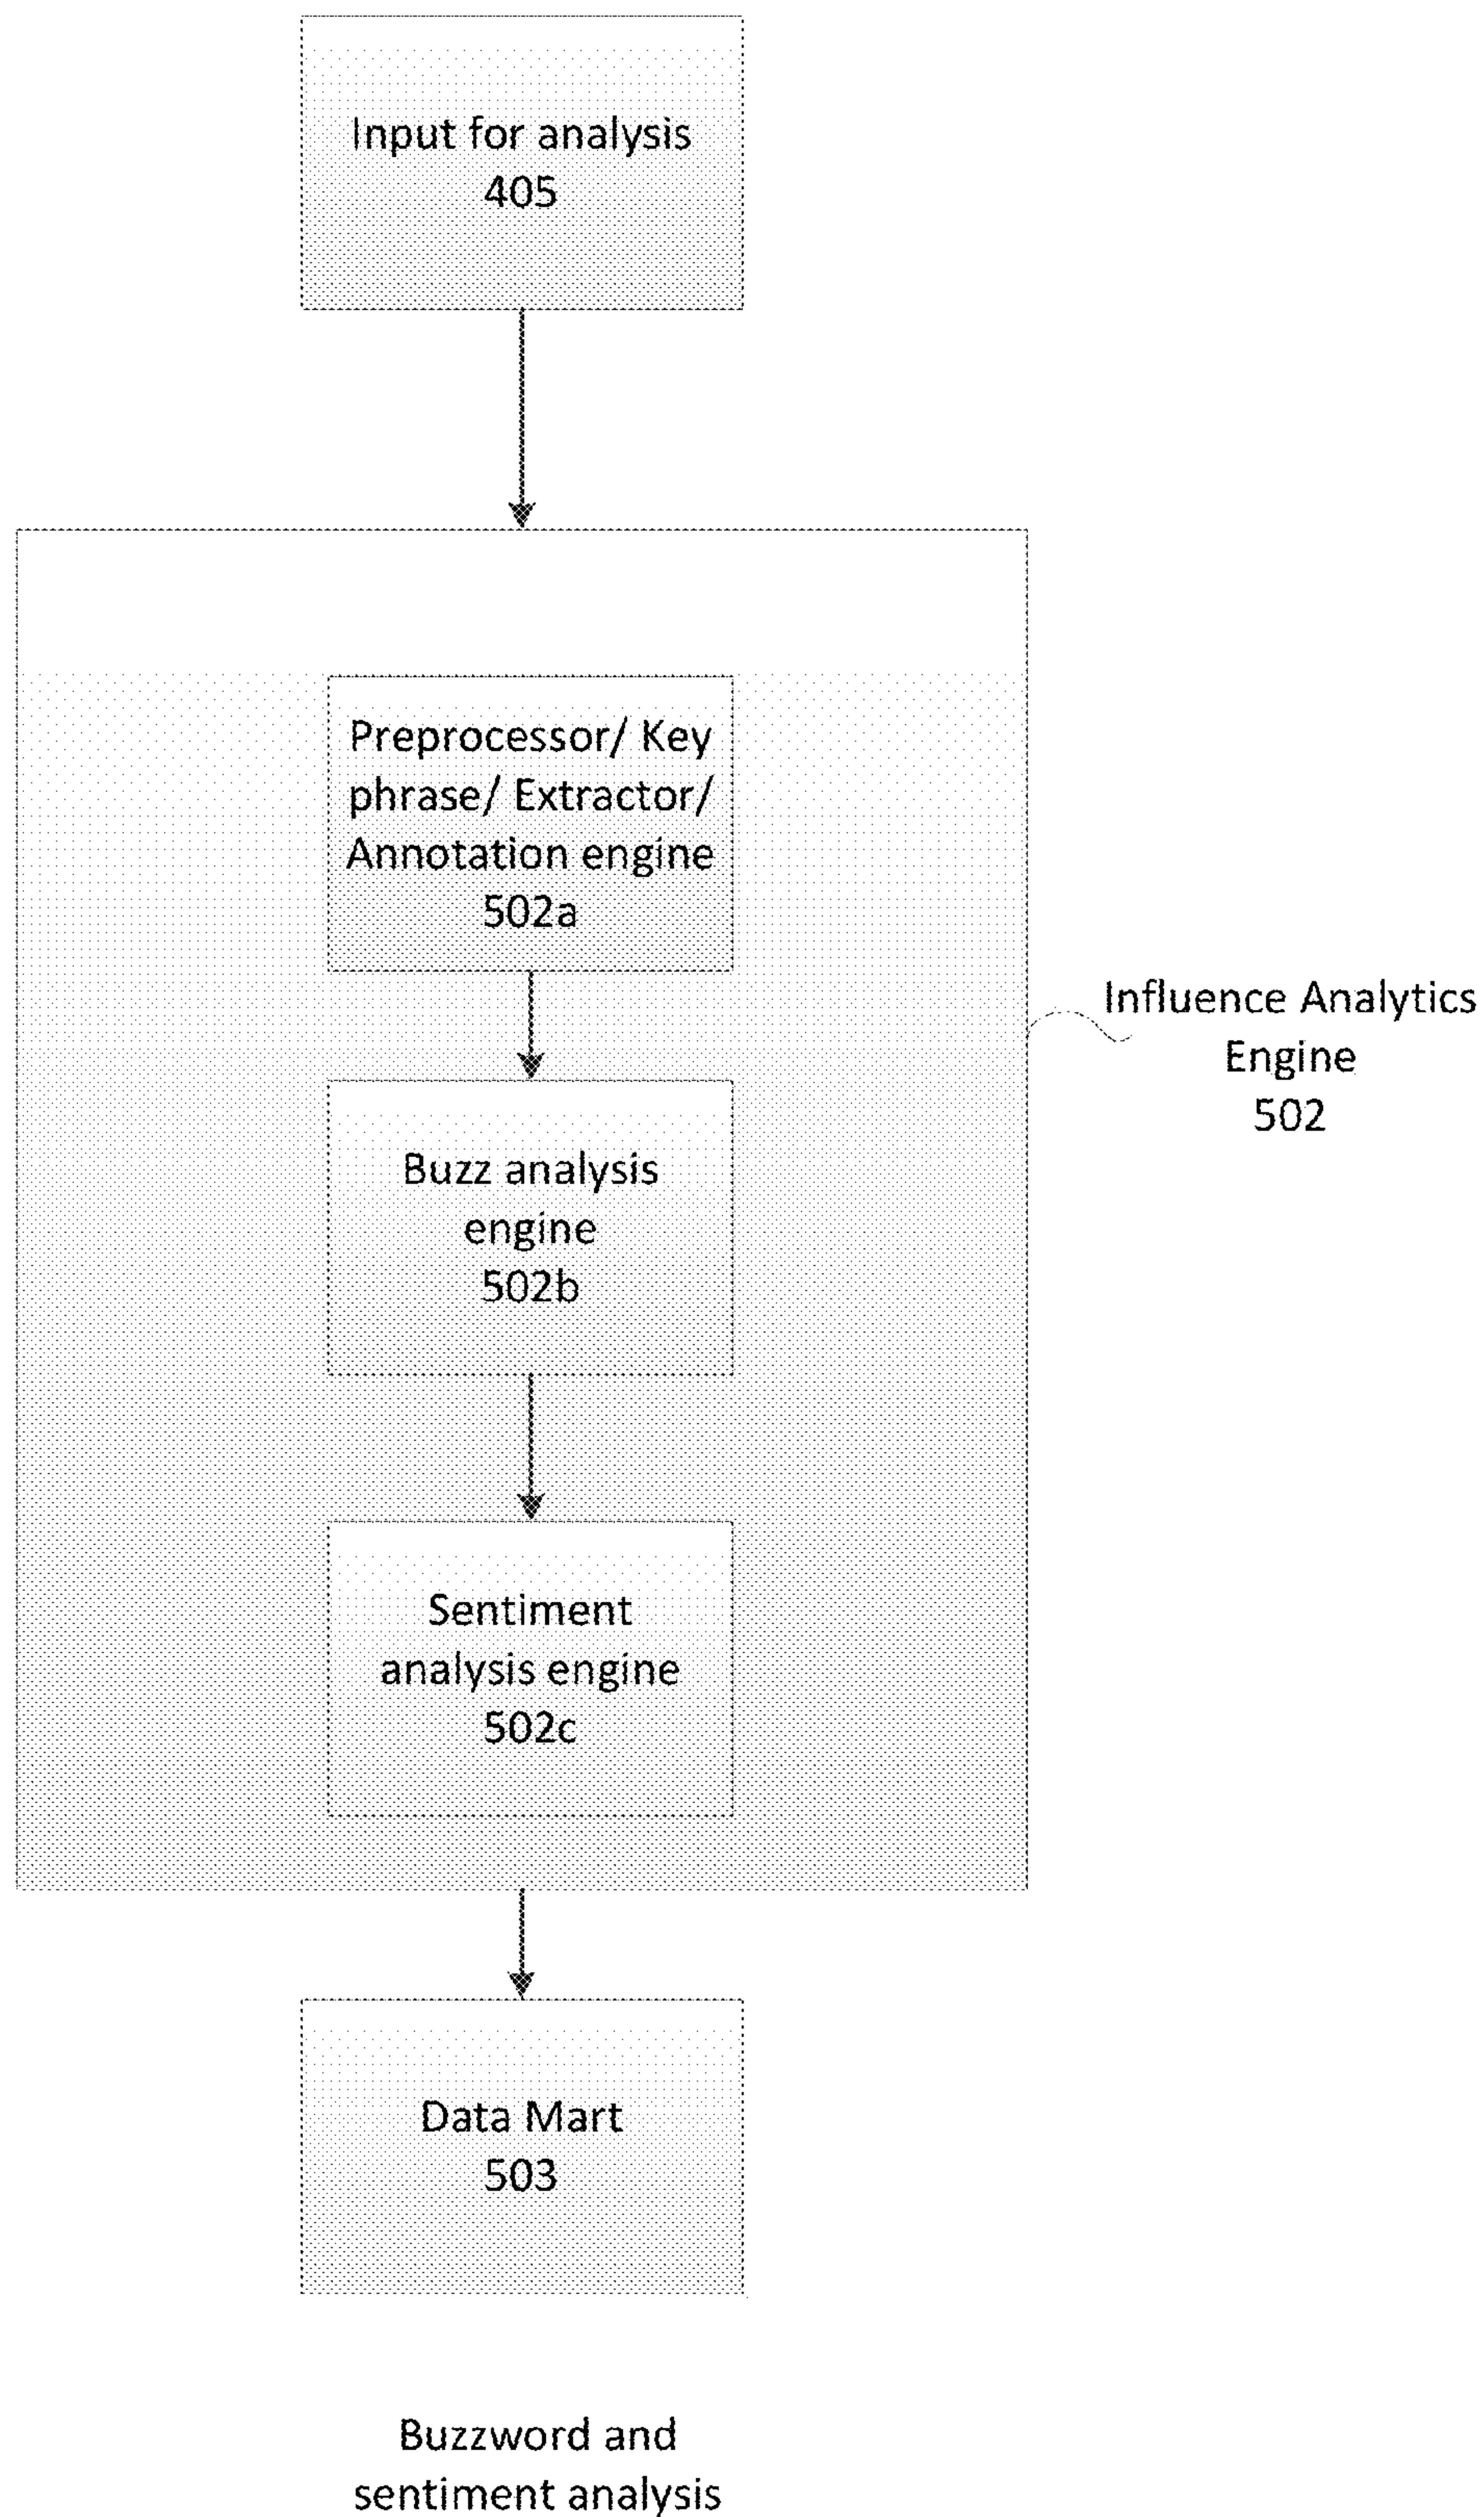 Input for analysis
405
Preprocessor/ Key
phrase/ Extractor/
Annotation engine
502a
Influence Analytics
Engine
502
Buzz analysis
engine
502b
Sentiment
analysis engine
502c
Data Mart
503
Buzzword and
sentiment analysis